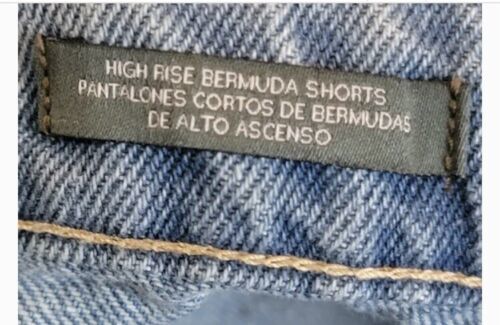 HIGH RISE BERMUDA SHORTS
PANTALONES CORTOS DE BERMUDAS
DE ALTO ASCENSO